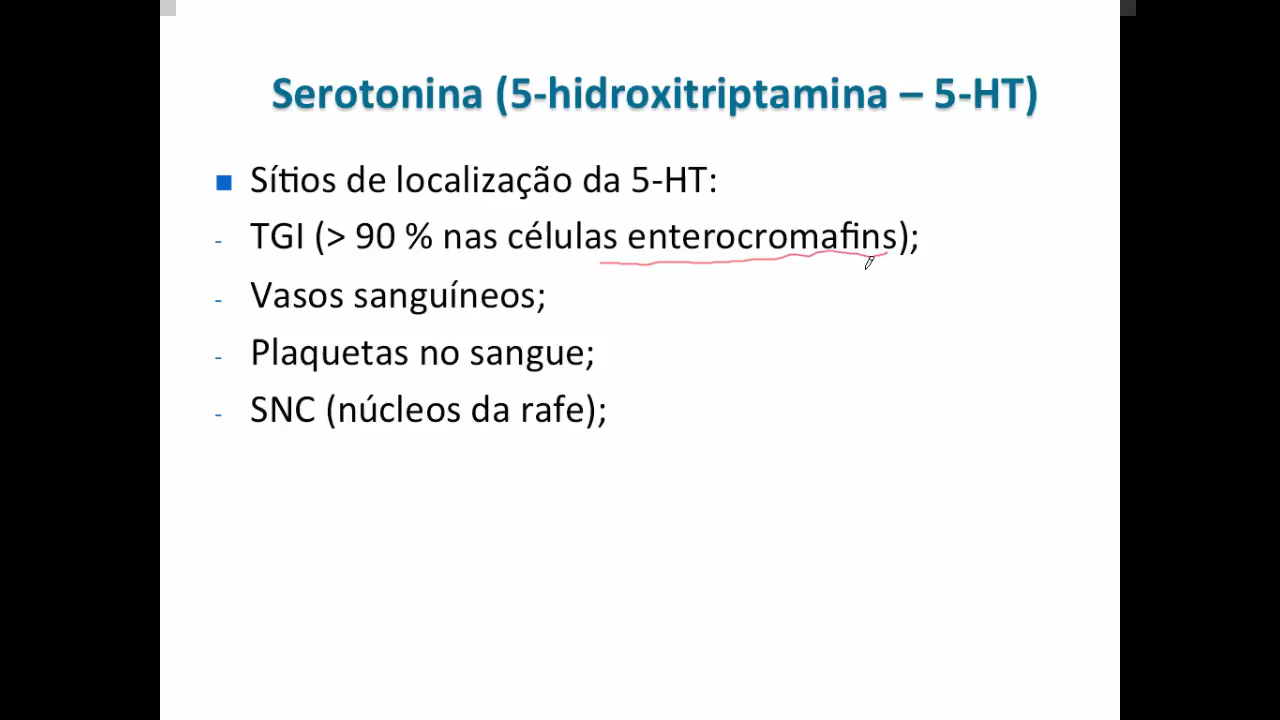 Serotonina (5-hidroxitriptamina – 5-HT)
■ Sítios de localização da 5-HT:
- TGI (> 90 % nas células enterocromafins);
- Vasos sanguíneos;
- Plaquetas no sangue;
- SNC (núcleos da rafe);